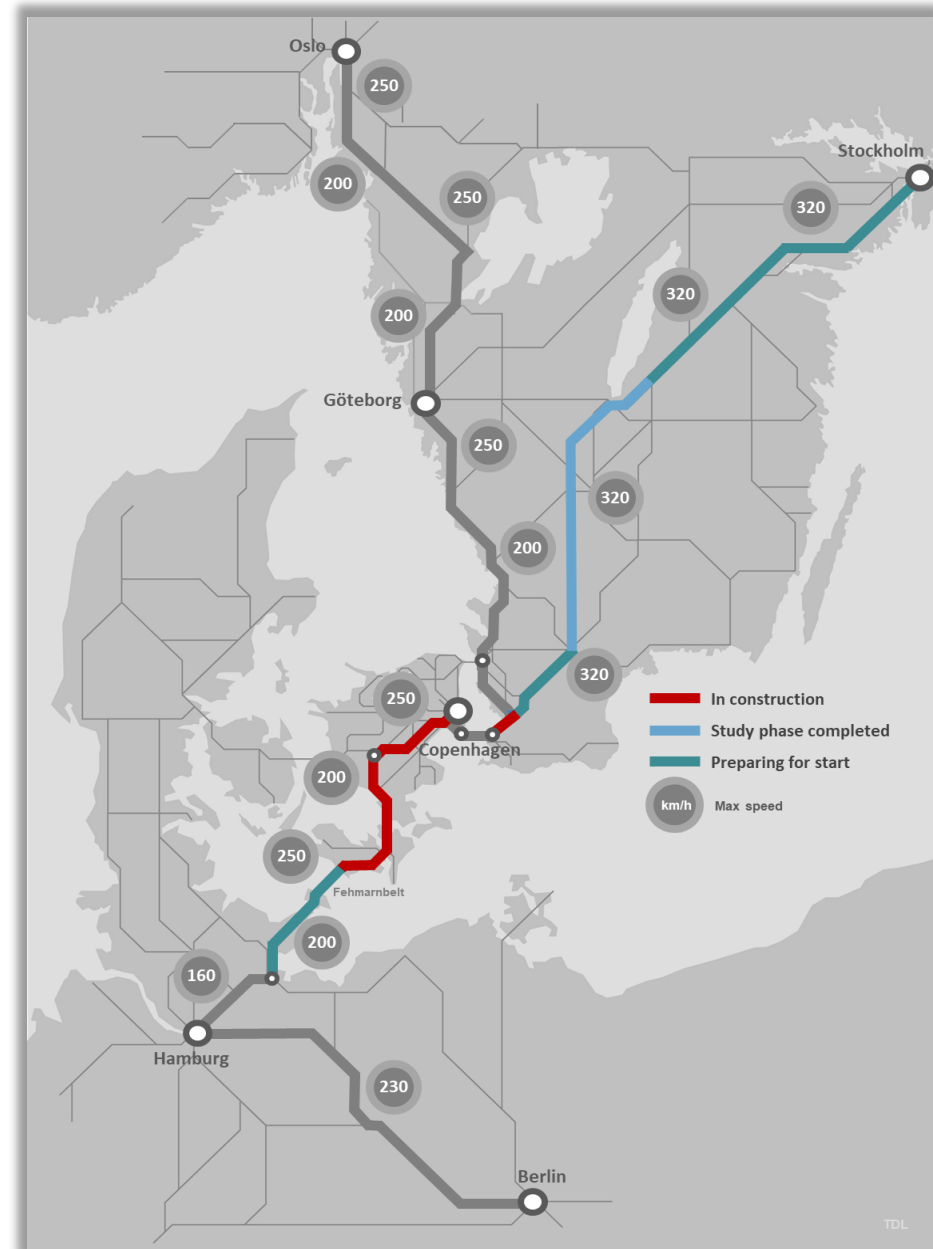 Oslo
250
200
250
Stockholm
320
320
200
Göteborg
250
320
200
320
250
Copenhagen
200
250
Fehmarnbelt
200
160
Hamburg
230
Berlin
In construction
Study phase completed
Preparing for start
km/h Max speed
TDL